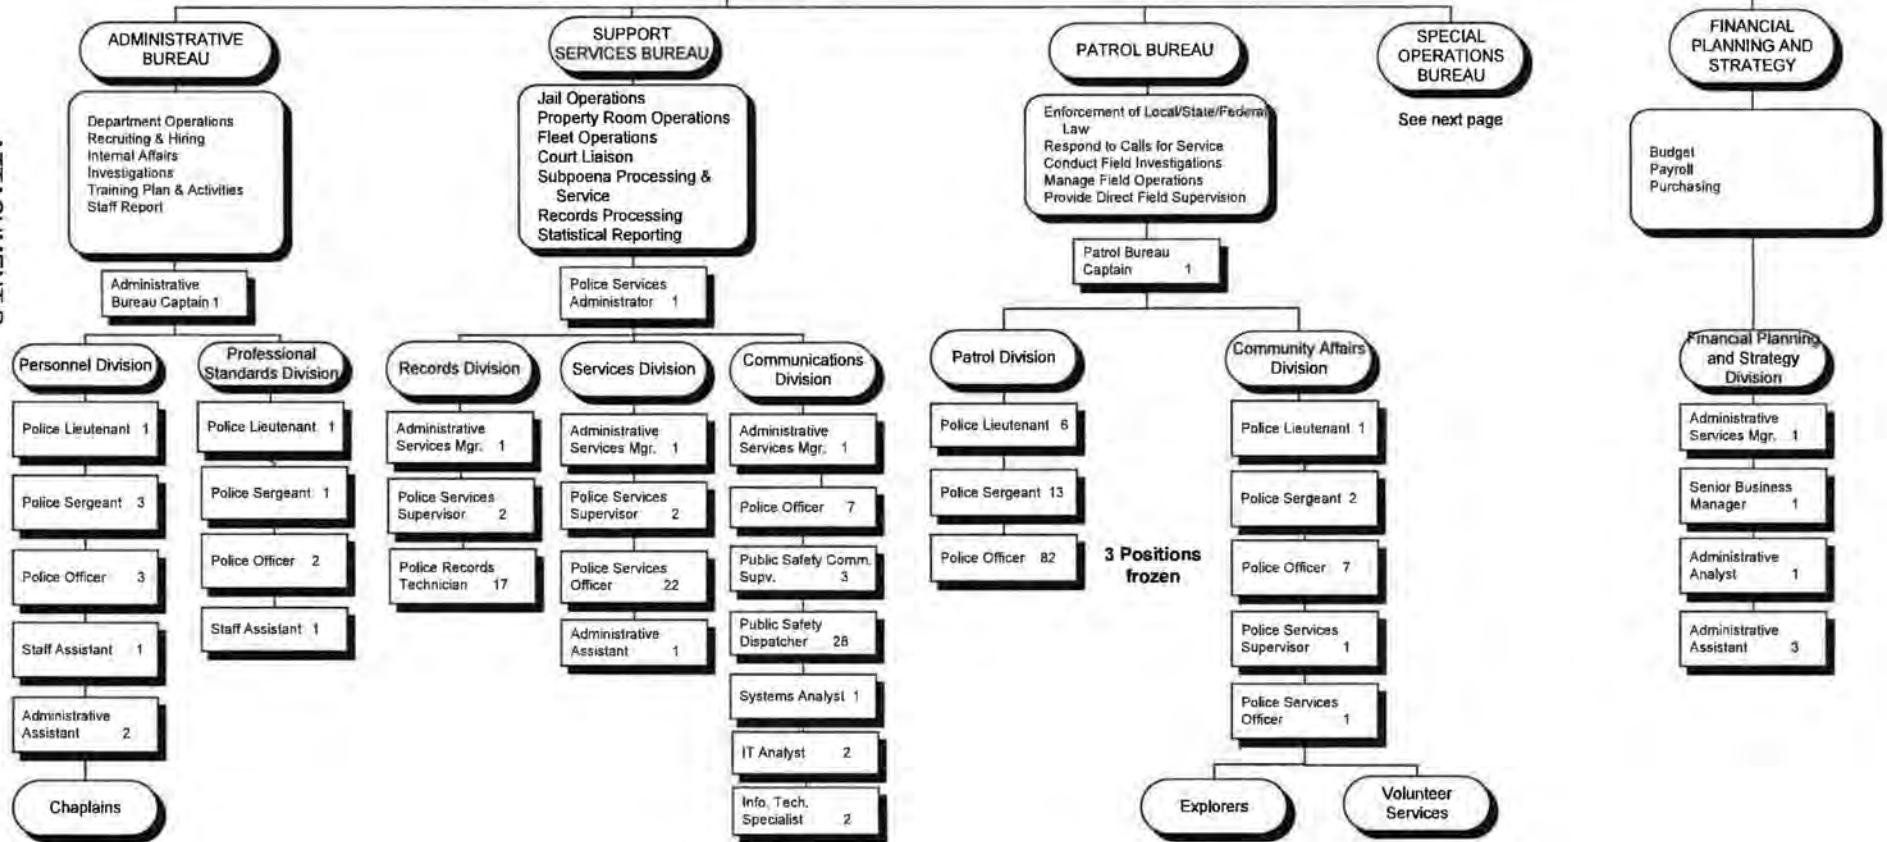 ADMINISTRATIVE
BUREAU
Department Operations
Recruiting & Hiring
Internal Affairs
Investigations
Training Plan & Activities
Staff Report
Administrative
Bureau Captain 1
Personnel Division
Police Lieutenant 1
Police Sergeant 3
Police Officer 3
Staff Assistant 1
Administrative
Assistant 2
Chaplains
Professional
Standards Division
Police Lieutenant 1
Police Sergeant 1
Police Officer 2
Staff Assistant 1
SUPPORT
SERVICES BUREAU
Jail Operations
Property Room Operations
Fleet Operations
Court Liaison
Subpoena Processing &
Service
Records Processing
Statistical Reporting
Police Services
Administrator 1
Records Division
Administrative
Services Mgr. 1
Police Services
Supervisor 2
Police Records
Technician 17
Services Division
Administrative
Services Mgr. 1
Police Services
Supervisor 2
Police Services
Officer 22
Administrative
Assistant 1
Communications
Division
Administrative
Services Mgr. 1
Police Officer 7
Public Safety Comm.
Supv. 3
Public Safety
Dispatcher 28
Systems Analyst 1
IT Analyst 2
Info. Tech.
Specialist 2
PATROL BUREAU
Enforcement of Local/State/Federal
Law
Respond to Calls for Service
Conduct Field Investigations
Manage Field Operations
Provide Direct Field Supervision
Patrol Bureau
Captain 1
Patrol Division
Police Lieutenant 6
Police Sergeant 13
Police Officer 82
3 Positions
frozen
Community Affairs
Division
Police Lieutenant 1
Police Sergeant 2
Police Officer 7
Police Services
Supervisor 1
Police Services
Officer 1
Explorers
Volunteer
Services
SPECIAL
OPERATIONS
BUREAU
See next page
FINANCIAL
PLANNING AND
STRATEGY
Budget
Payroll
Purchasing
Financial Planning
and Strategy
Division
Administrative
Services Mgr. 1
Senior Business
Manager 1
Administrative
Analyst 1
Administrative
Assistant 3